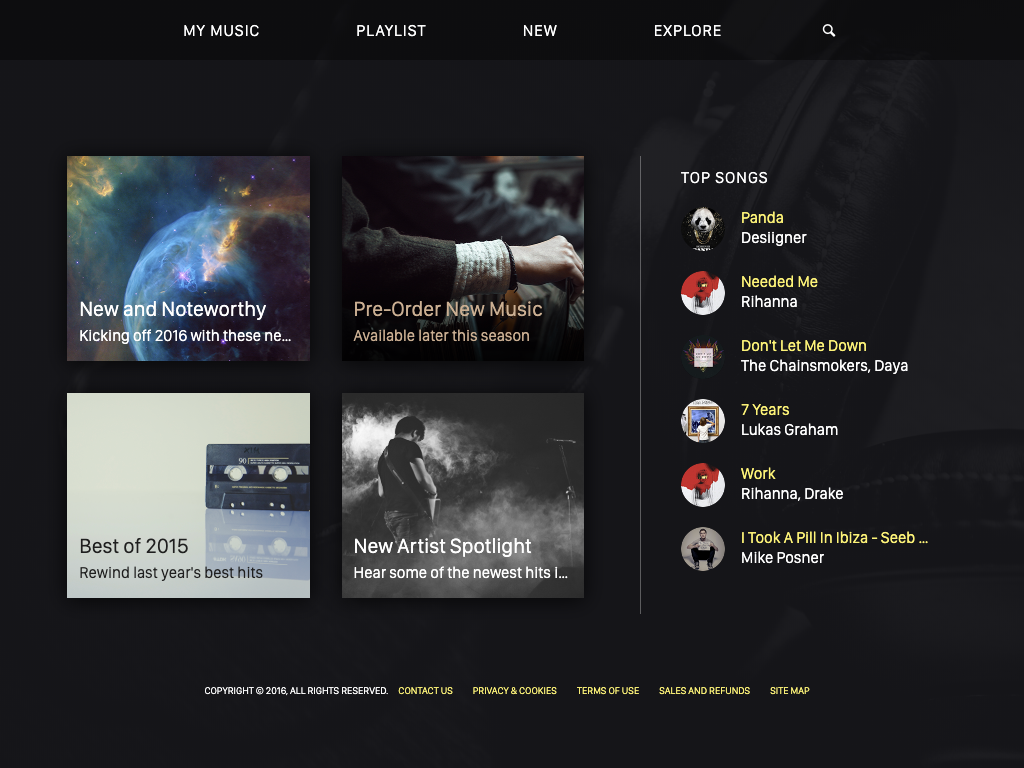 MY MUSIC PLAYLIST NEW EXPLORE
New and Noteworthy
Kicking off 2016 with these ne...
Pre-Order New Music
Available later this season
90
Best of 2015
Rewind last year's best hits
New Artist Spotlight
Hear some of the newest hits i...
TOP SONGS
Panda
Desiigner
Needed Me
Rihanna
Don't Let Me Down
The Chainsmokers, Daya
7 Years
Lukas Graham
Work
Rihanna, Drake
I Took A Pill In Ibiza - Seeb ...
Mike Posner
COPYRIGHT © 2016, ALL RIGHTS RESERVED. CONTACT US PRIVACY & COOKIES TERMS OF USE SALES AND REFUNDS SITE MAP